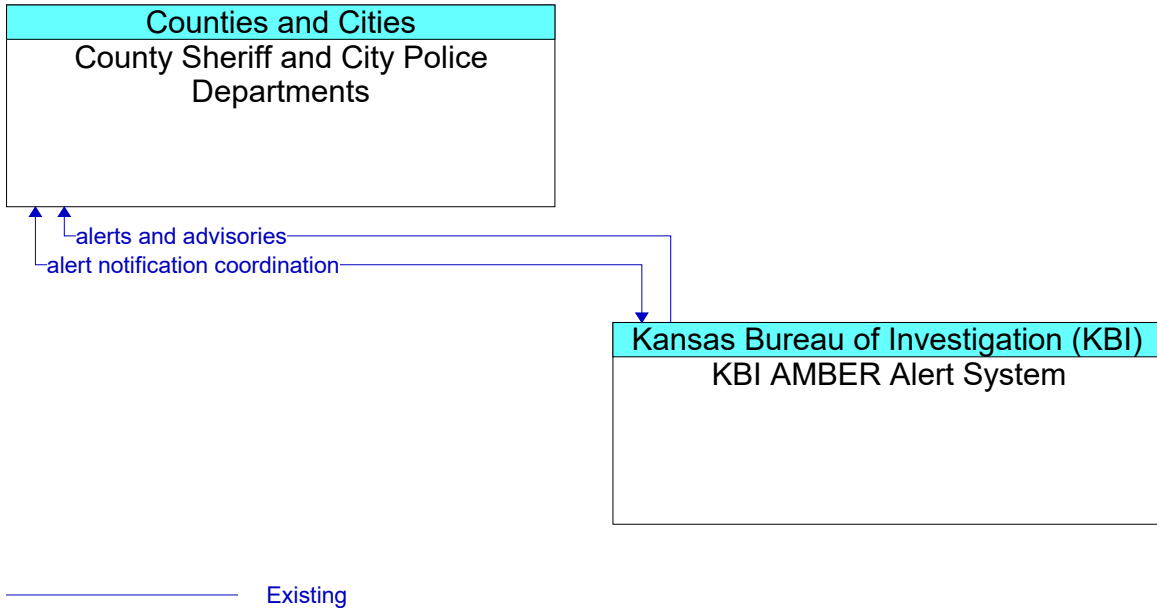 Counties and Cities
County Sheriff and City Police
Departments
alerts and advisories
alert notification coordination
Kansas Bureau of Investigation (KBI)
KBI AMBER Alert System
Existing